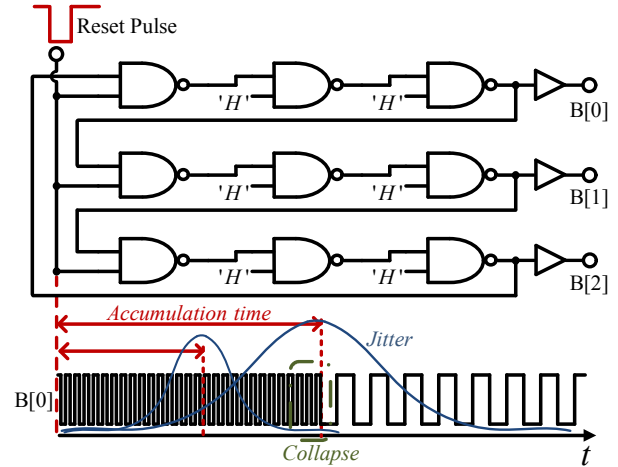 Reset Pulse
'H' 'H' B[0]
'H' 'H' B[1]
'H' 'H' B[2]
Accumulation time
Jitter
B[0]
Collapse
t